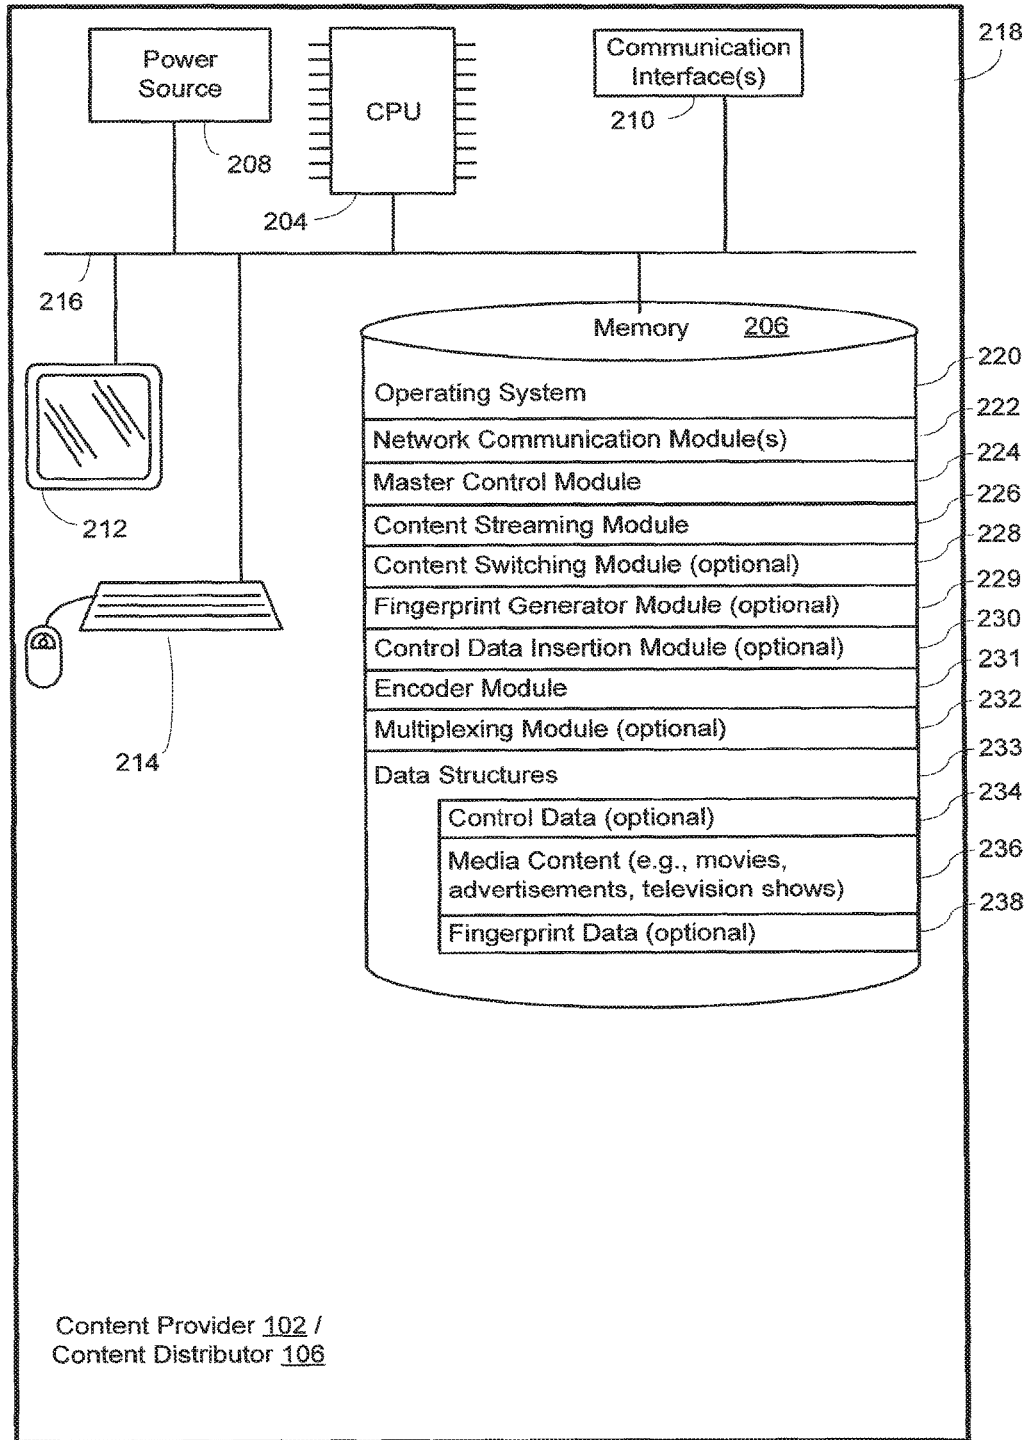 218
Power
Source
208
CPU
204
Communication
Interface(s)
210
216
212
214
Memory 206
Operating System
220
Network Communication Module(s)
222
Master Control Module
224
Content Streaming Module
226
Content Switching Module (optional)
228
Fingerprint Generator Module (optional)
229
Control Data Insertion Module (optional)
230
Encoder Module
231
Multiplexing Module (optional)
232
Data Structures
233
Control Data (optional)
234
Media Content (e.g., movies,
advertisements, television shows)
236
Fingerprint Data (optional)
238
Content Provider 102 /
Content Distributor 106